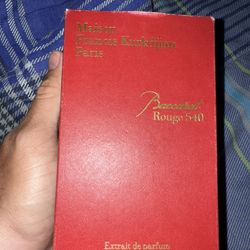 Maison
Francis Kurkdjian
Paris
Baccarat
Rouge 540
Extrait de parfum